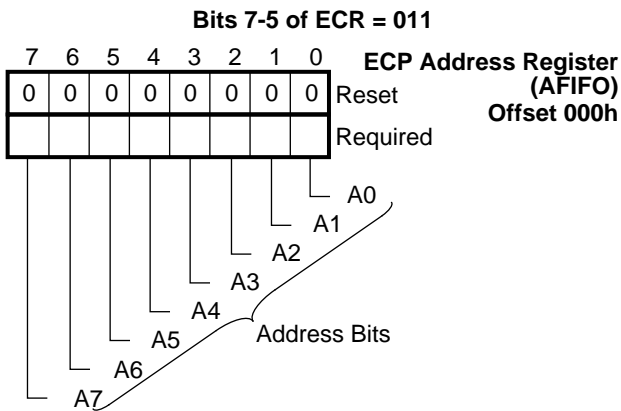 Bits 7-5 of ECR = 011
7 6 5 4 3 2 1 0
ECP Address Register
(AFIFO)
Offset 000h
0 0 0 0 0 0 0 0 Reset
Required
A0
A1
A2
A3
A4
A5
A6
A7
Address Bits